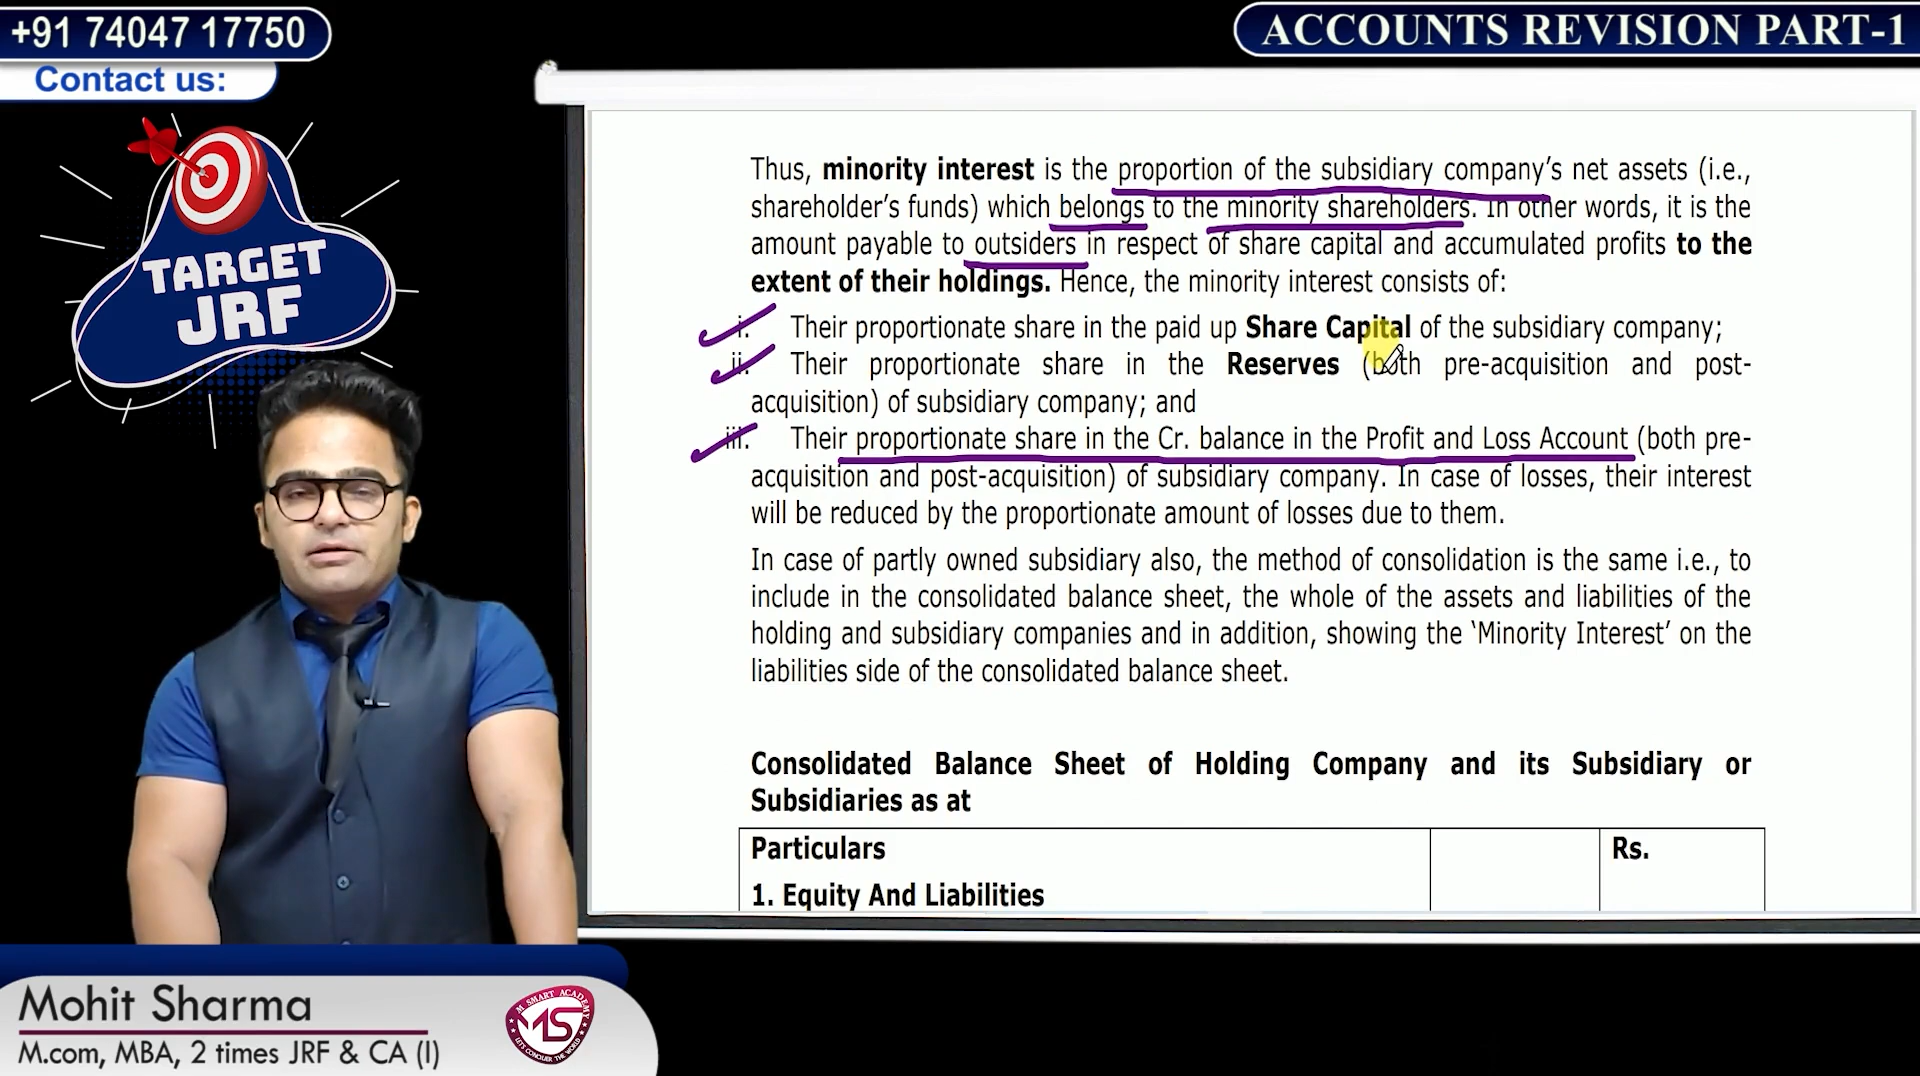 +91 74047 17750
Contact us:
ACCOUNTS REVISION PART-1
TARGET
JRF
Thus, minority interest is the proportion of the subsidiary company's net assets (i.e.,
shareholder's funds) which belongs to the minority shareholders. In other words, it is the
amount payable to outsiders in respect of share capital and accumulated profits to the
extent of their holdings. Hence, the minority interest consists of:
i. Their proportionate share in the paid up Share Capital of the subsidiary company;
ii. Their proportionate share in the Reserves (both pre-acquisition and post-
acquisition) of subsidiary company; and
iii. Their proportionate share in the Cr. balance in the Profit and Loss Account (both pre-
acquisition and post-acquisition) of subsidiary company. In case of losses, their interest
will be reduced by the proportionate amount of losses due to them.
In case of partly owned subsidiary also, the method of consolidation is the same i.e., to
include in the consolidated balance sheet, the whole of the assets and liabilities of the
holding and subsidiary companies and in addition, showing the ‘Minority Interest’ on the
liabilities side of the consolidated balance sheet.
Consolidated Balance Sheet of Holding Company and its Subsidiary or
Subsidiaries as at
Particulars Rs.
1. Equity And Liabilities
Mohit Sharma
M.com, MBA, 2 times JRF & CA (I)
M SMART ACADEMY
MS
LET'S CONQUER THE WORLD